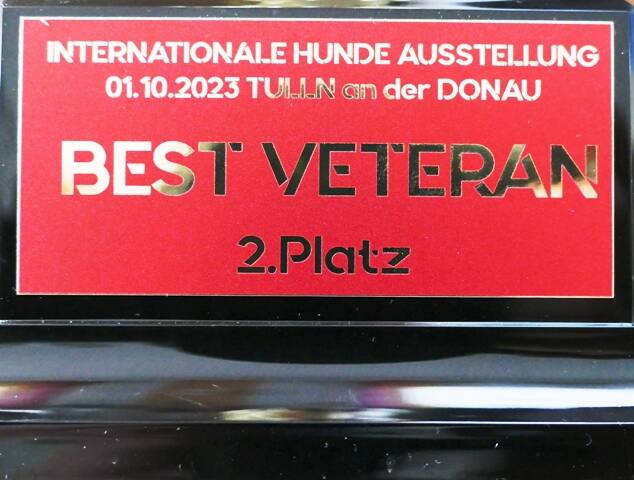 INTERNATIONALE HUNDE AUSSTELLUNG
01.10.2023 TULLN an der DONAU
BEST VETERAN
2.Platz